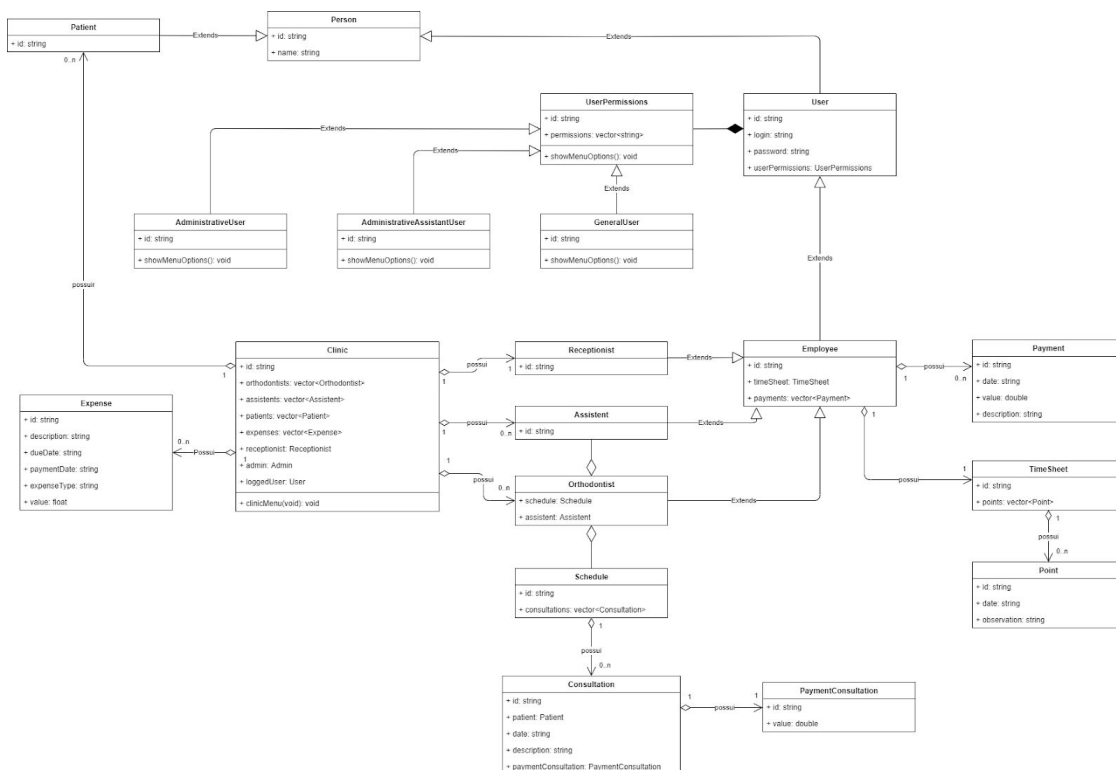 Patient
+ id: string
Extends
Person
+ id: string
+ name: string
Extends
0..n
UserPermissions
+ id: string
+ permissions: vector<string>
+ showMenuOptions(): void
User
+ id: string
+ login: string
+ password: string
+ userPermissions: UserPermissions
Extends
Extends
Extends
AdministrativeUser
+ id: string
+ showMenuOptions(): void
AdministrativeAssistantUser
+ id: string
+ showMenuOptions(): void
GeneralUser
+ id: string
+ showMenuOptions(): void
Extends
possuir
1
Clinic
+ id: string
+ orthodontists: vector<Orthodontist>
+ assistents: vector<Assistent>
+ patients: vector<Patient>
+ expenses: vector<Expense>
+ receptionist: Receptionist
+ admin: Admin
+ loggedUser: User
+ clinicMenu(void): void
1
possui
1
Receptionist
+ id: string
Extends
Employee
+ id: string
+ timeSheet: TimeSheet
+ payments: vector<Payment>
1
possui
0..n
Payment
+ id: string
+ date: string
+ value: double
+ description: string
Expense
+ id: string
+ description: string
+ dueDate: string
+ paymentDate: string
+ expenseType: string
+ value: float
0..n
Possui
1
1
possui
0..n
Assistent
+ id: string
Extends
1
possui
0..n
Orthodontist
+ schedule: Schedule
+ assistent: Assistent
Extends
1
possui
1
TimeSheet
+ id: string
+ points: vector<Point>
1
possui
0..n
Point
+ id: string
+ date: string
+ observation: string
Schedule
+ id: string
+ consultations: vector<Consultation>
1
possui
0..n
Consultation
+ id: string
+ patient: Patient
+ date: string
+ description: string
+ paymentConsultation: PaymentConsultation
1
possui
1
PaymentConsultation
+ id: string
+ value: double